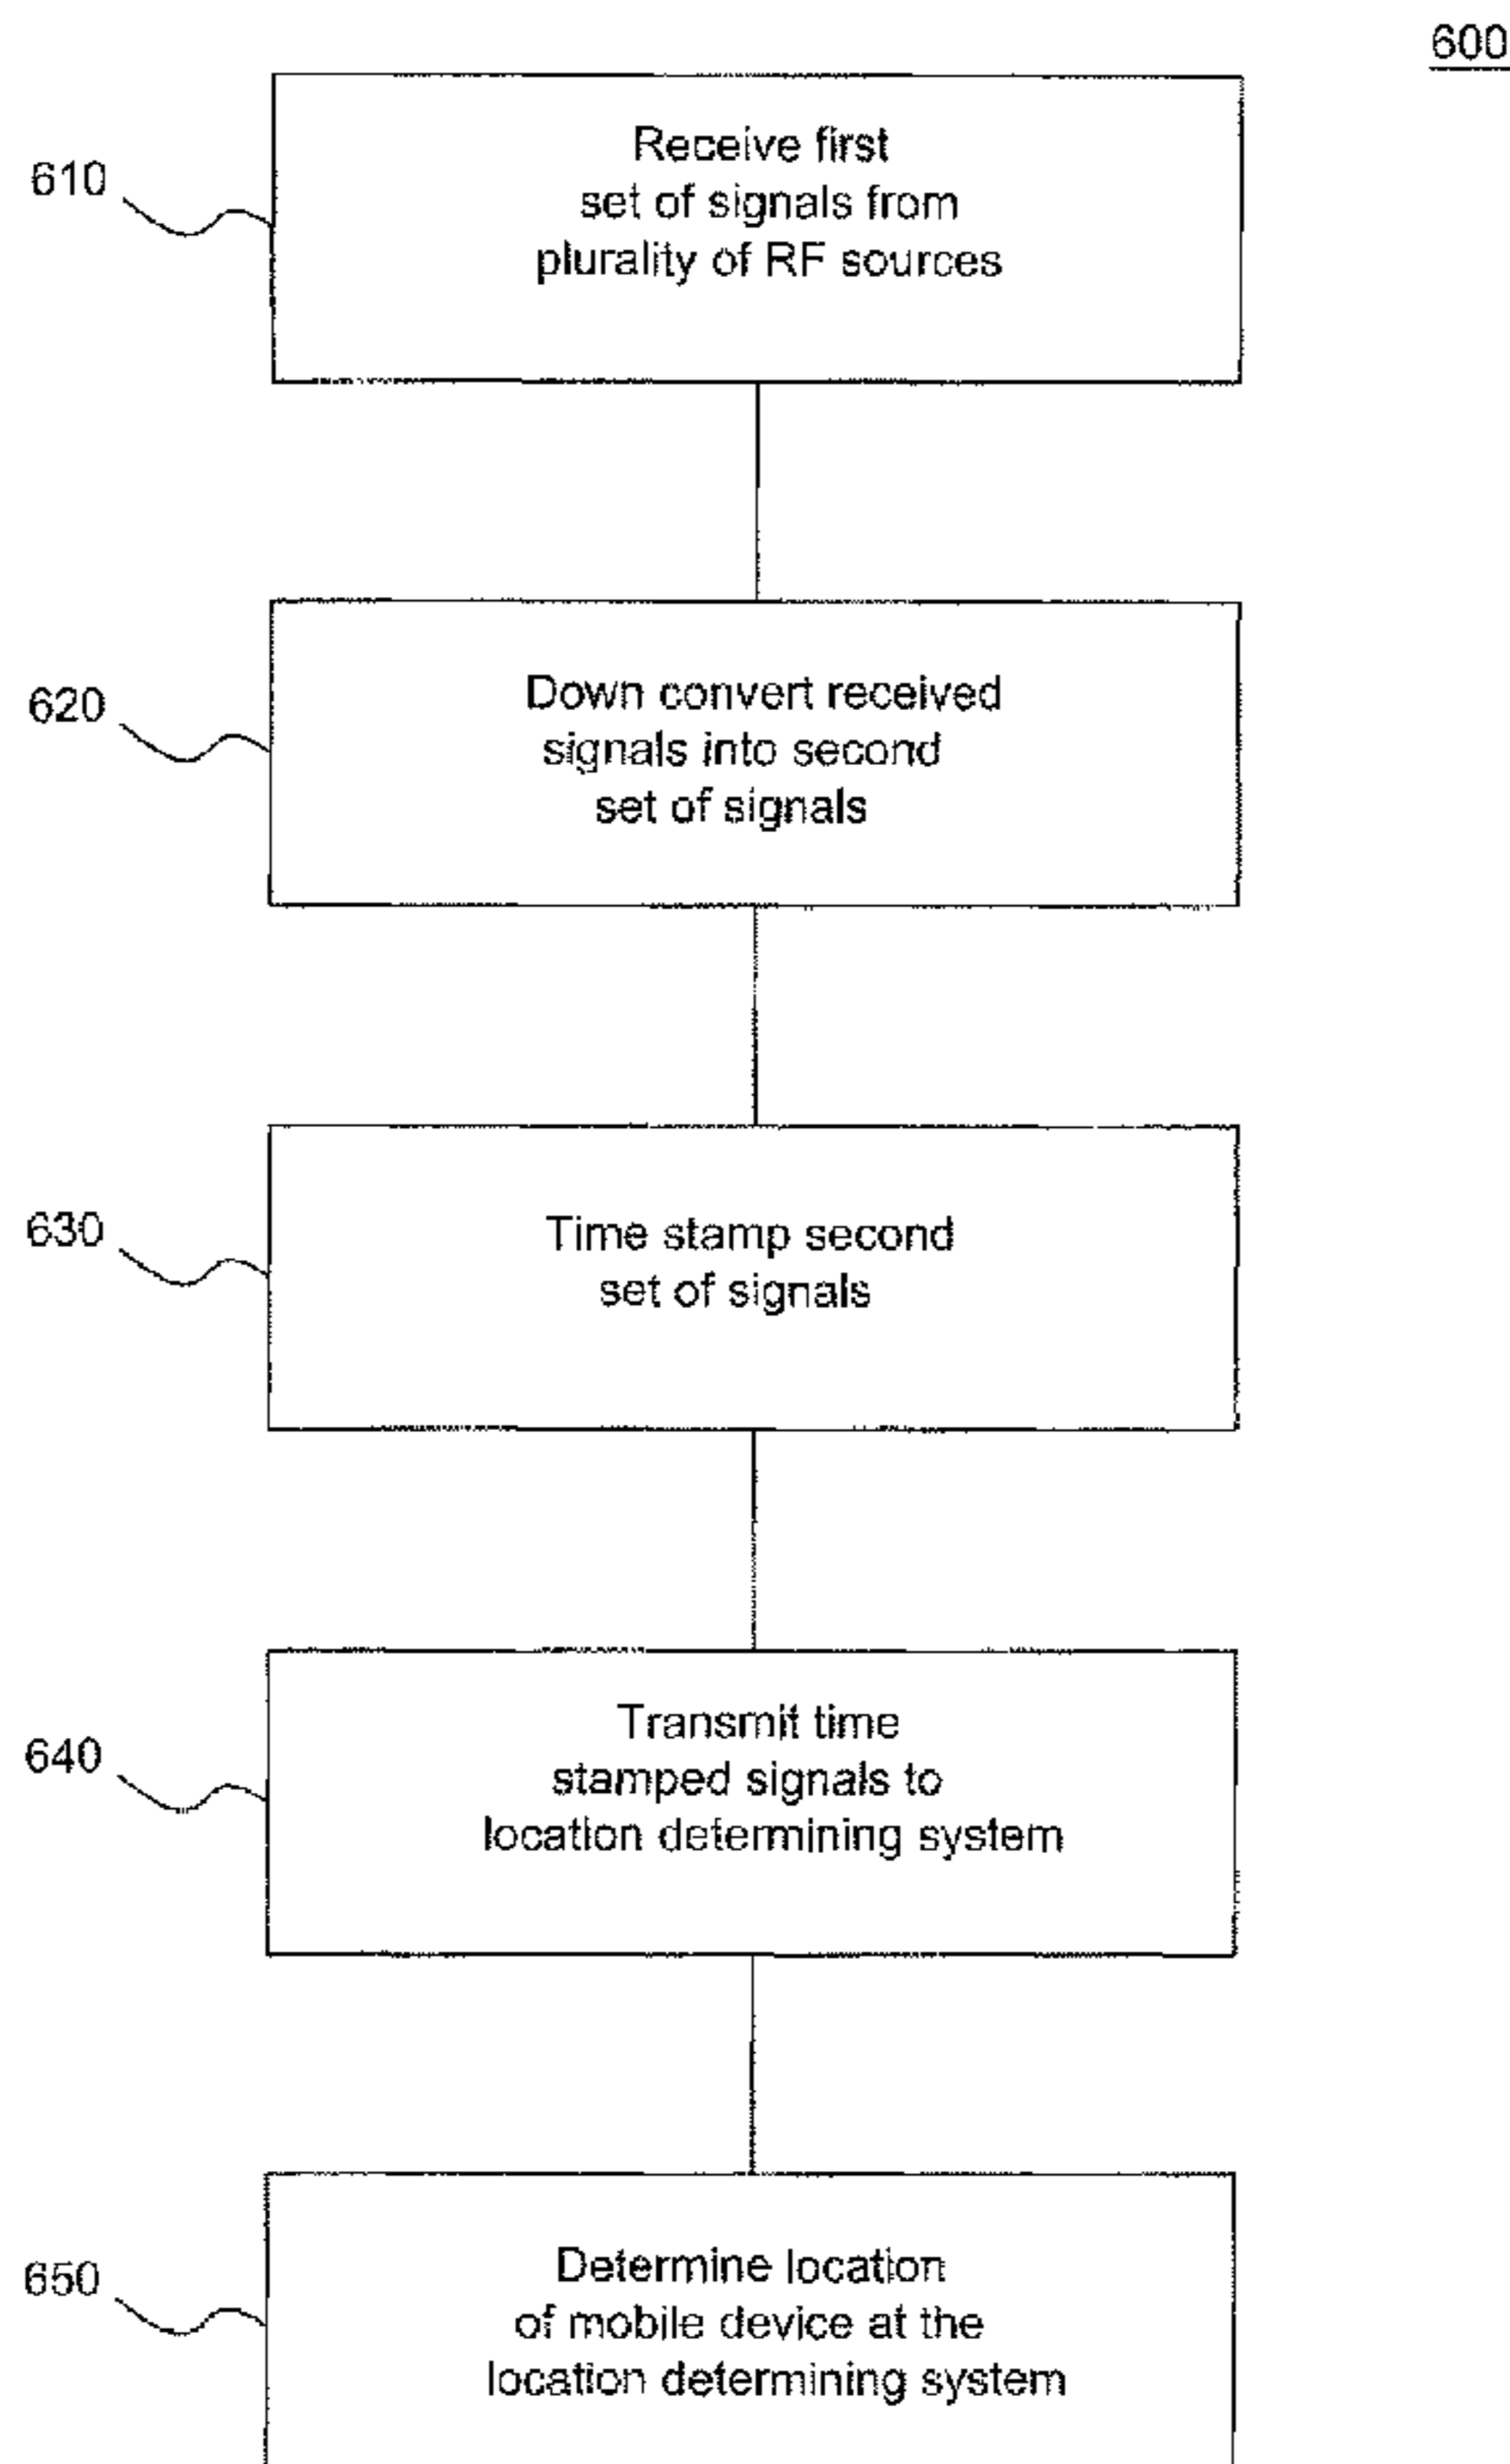 600
610
Receive first
set of signals from
plurality of RF sources
620
Down convert received
signals into second
set of signals
630
Time stamp second
set of signals
640
Transmit time
stamped signals to
location determining system
650
Determine location
of mobile device at the
location determining system